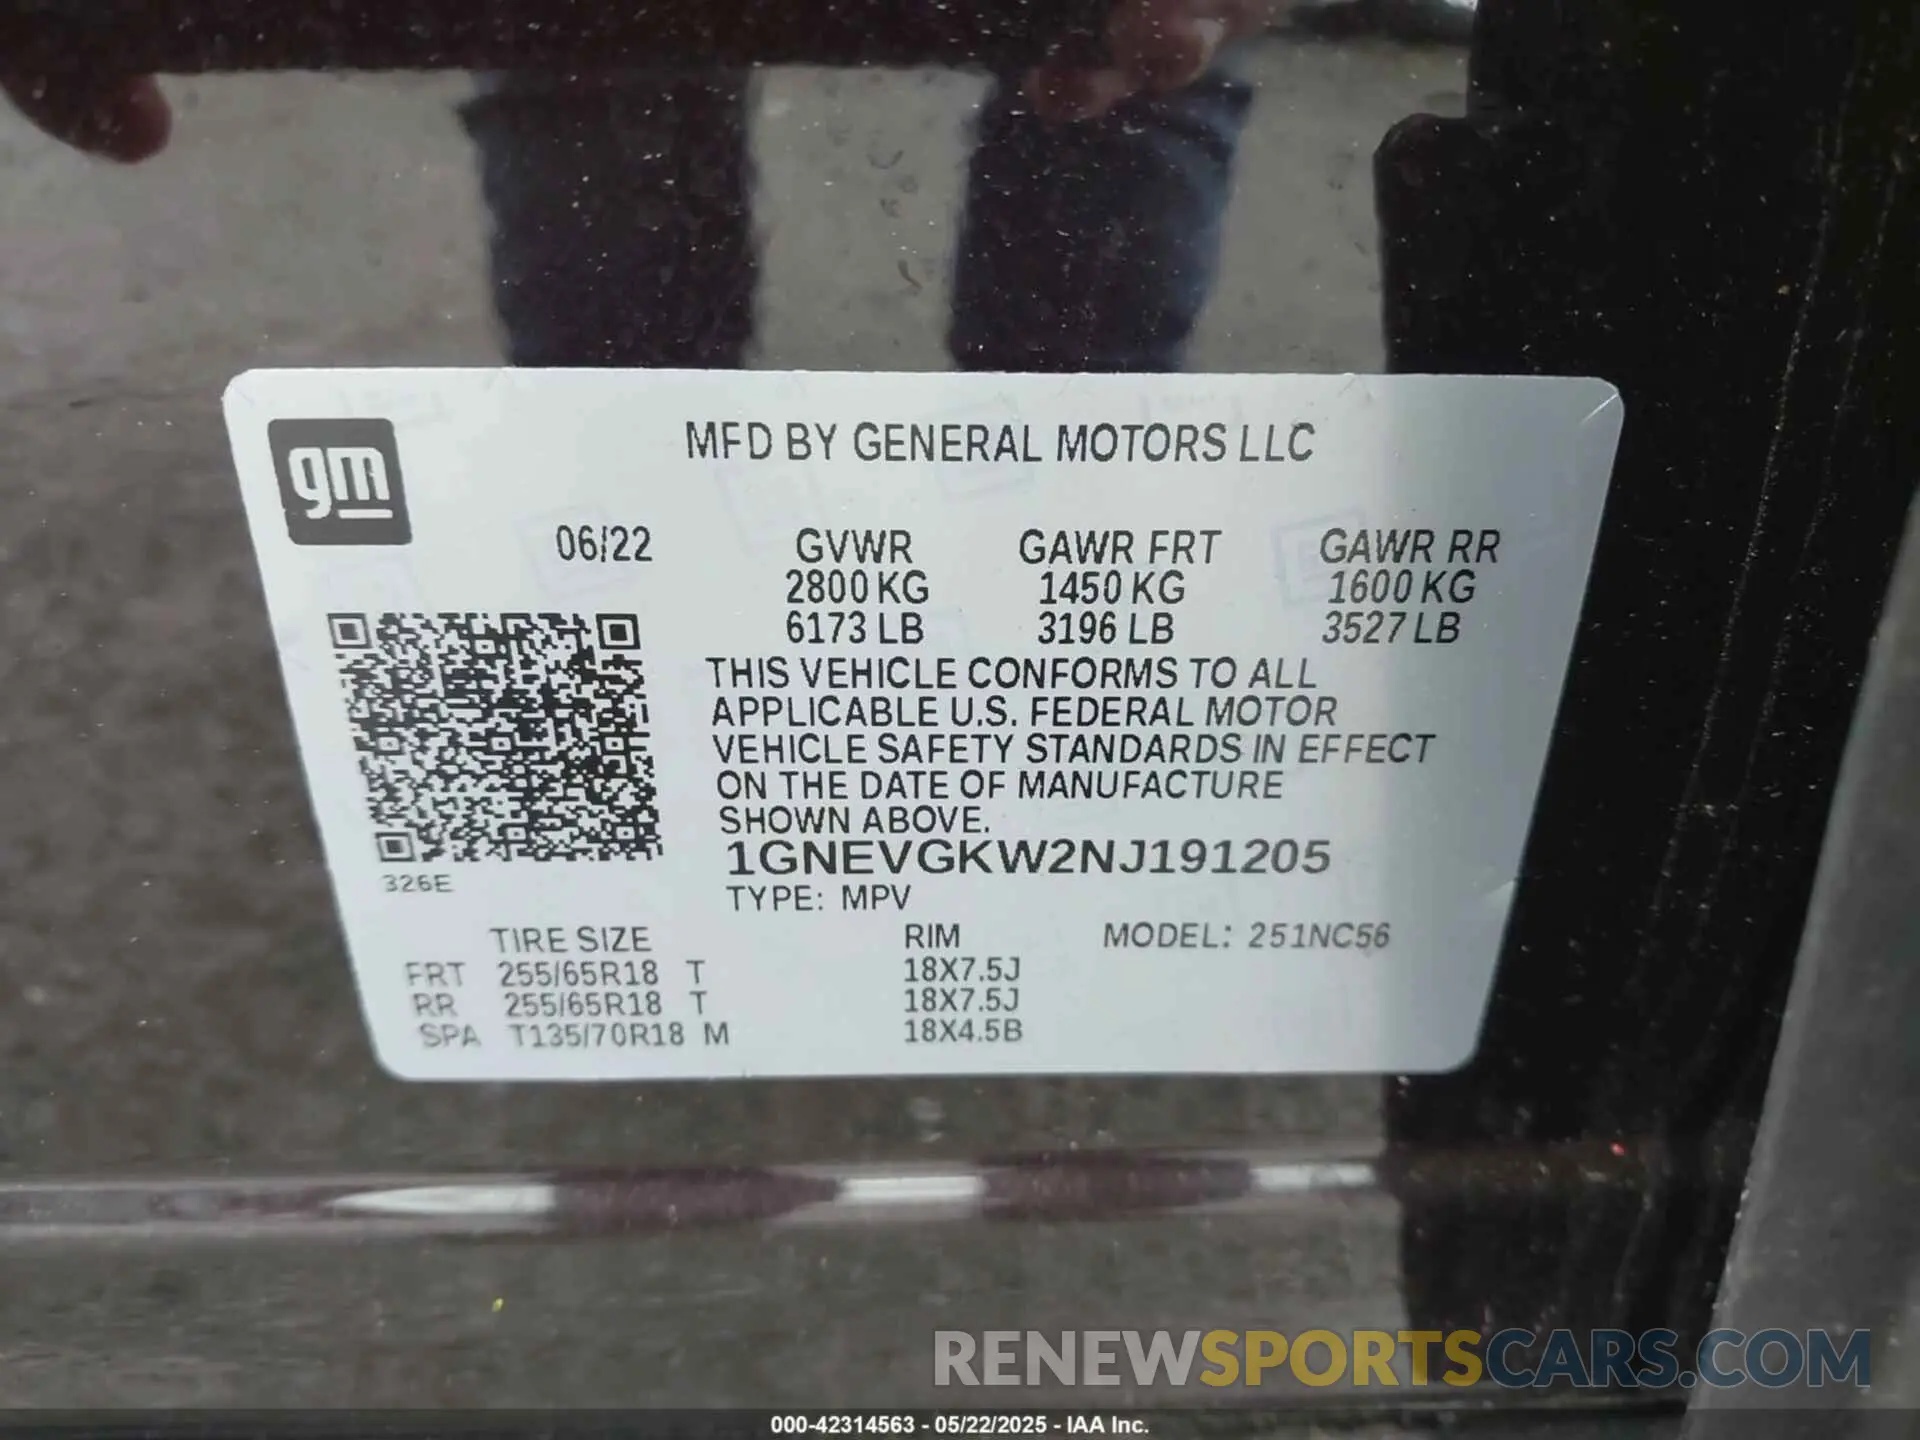 gm
MFD BY GENERAL MOTORS LLC
06/22 GVWR GAWR FRT GAWR RR
2800 KG 1450 KG 1600 KG
6173 LB 3196 LB 3527 LB
THIS VEHICLE CONFORMS TO ALL
APPLICABLE U.S. FEDERAL MOTOR
VEHICLE SAFETY STANDARDS IN EFFECT
ON THE DATE OF MANUFACTURE
SHOWN ABOVE.
1GNEVGKW2NJ191205
326E
TYPE: MPV
TIRE SIZE RIM MODEL: 251NC56
FRT 255/65R18 T 18X7.5J
RR 255/65R18 T 18X7.5J
SPA T135/70R18 M 18X4.5B
RENEWSPORTSCARS.COM
000-42314563 - 05/22/2025 - IAA Inc.